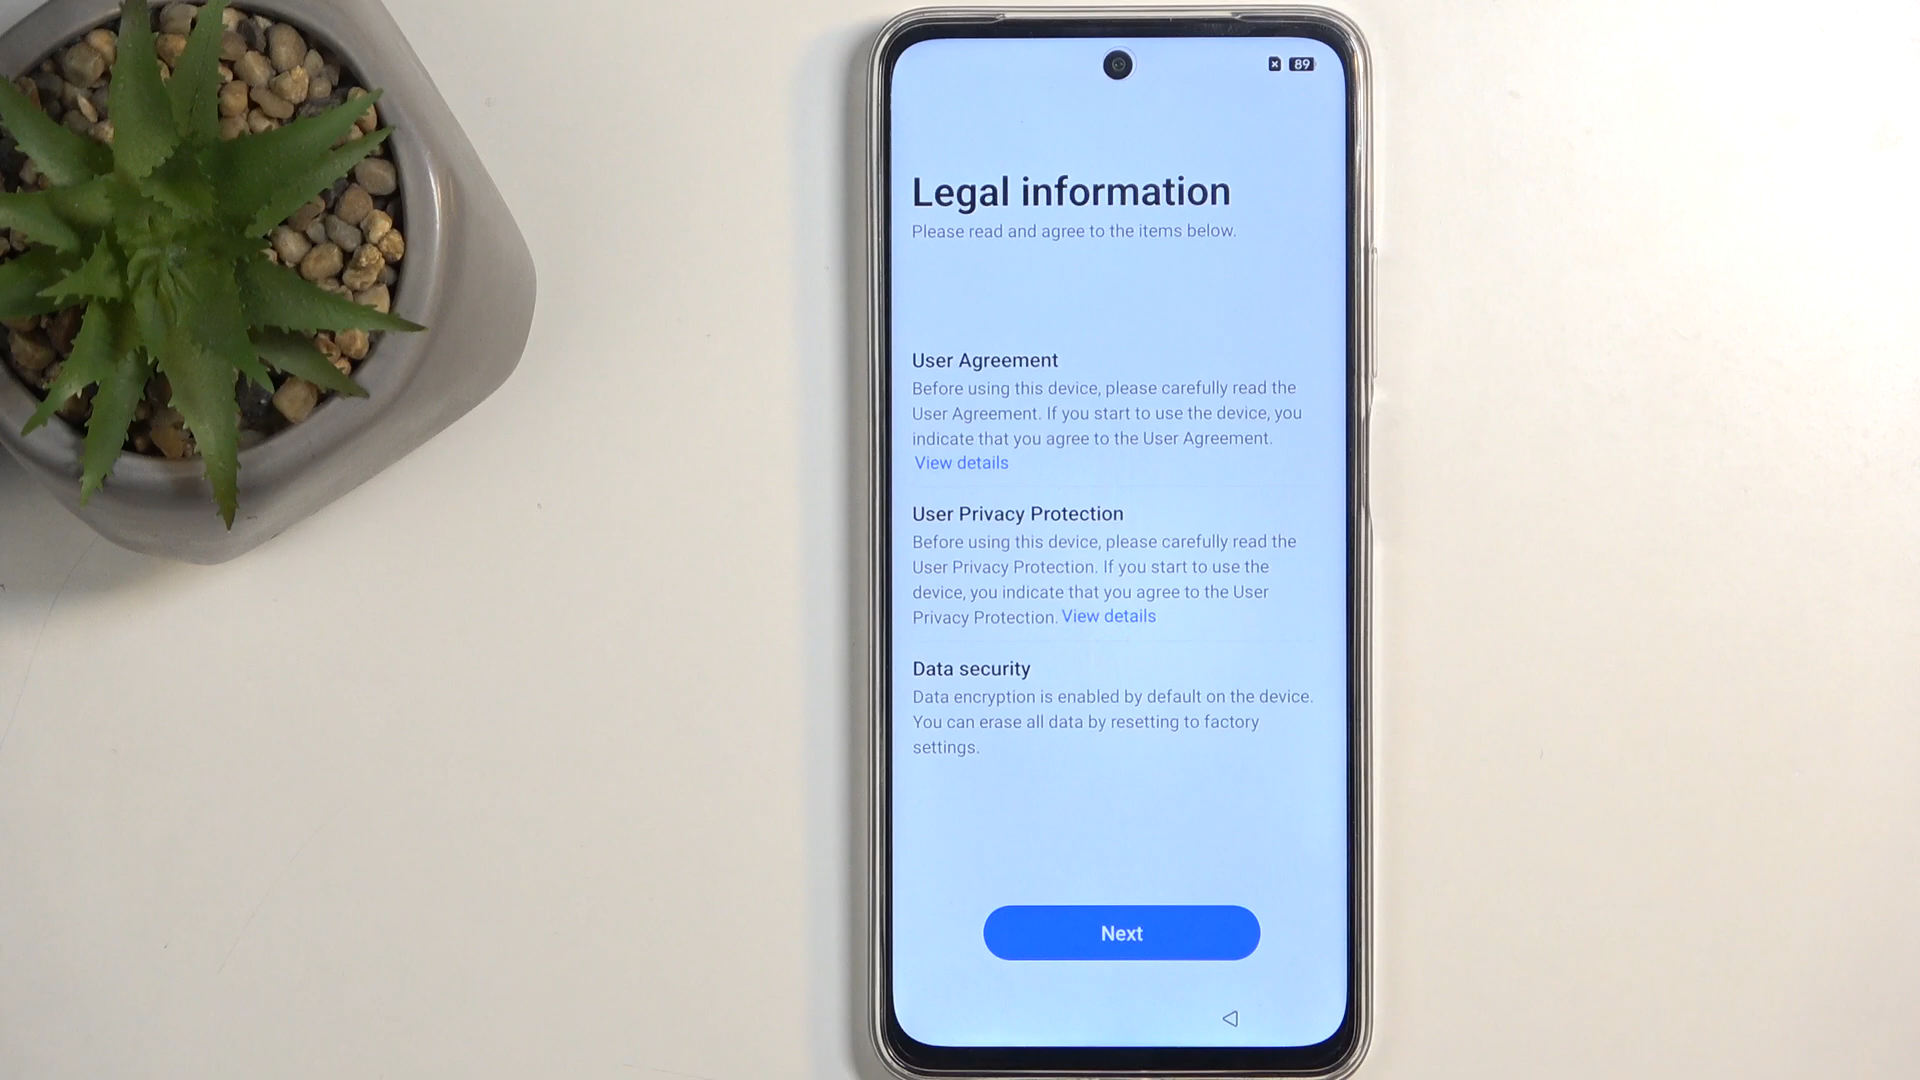 89
Legal information
Please read and agree to the items below.
User Agreement
Before using this device, please carefully read the
User Agreement. If you start to use the device, you
indicate that you agree to the User Agreement.
View details
User Privacy Protection
Before using this device, please carefully read the
User Privacy Protection. If you start to use the
device, you indicate that you agree to the User
Privacy Protection. View details
Data security
Data encryption is enabled by default on the device.
You can erase all data by resetting to factory
settings.
Next